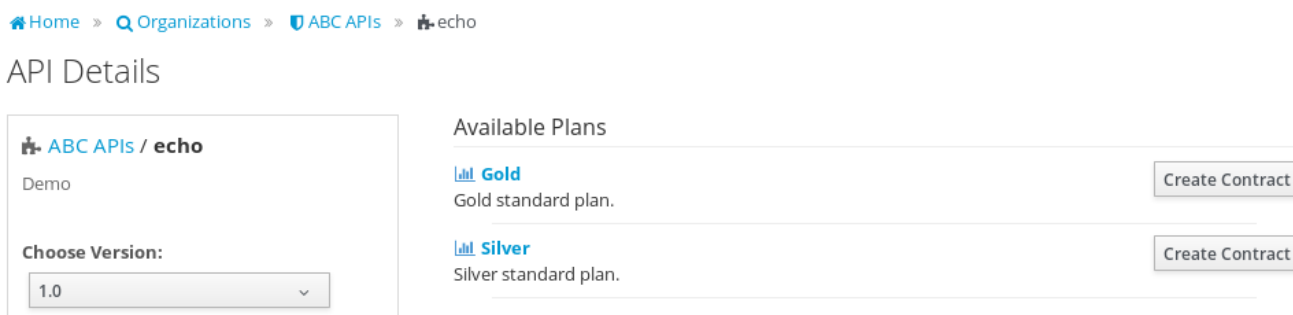 Home » Organizations » ABC APIs » echo
API Details
ABC APIs / echo
Demo
Choose Version:
1.0
Available Plans
Gold
Create Contract
Gold standard plan.
Silver
Create Contract
Silver standard plan.